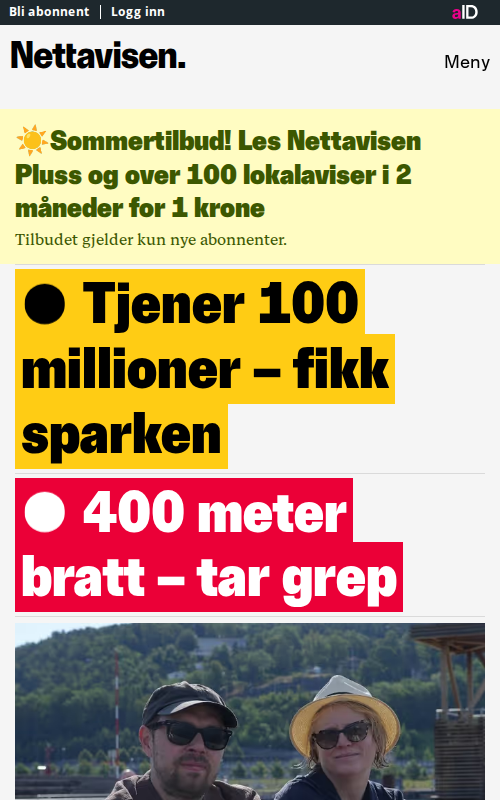 Bli abonnent | Logg inn
aID
Nettavisen.
Meny
☀️Sommertilbud! Les Nettavisen
Pluss og over 100 lokalaviser i 2
måneder for 1 krone
Tilbudet gjelder kun nye abonnenter.
● Tjener 100
millioner – fikk
sparken
● 400 meter
bratt – tar grep